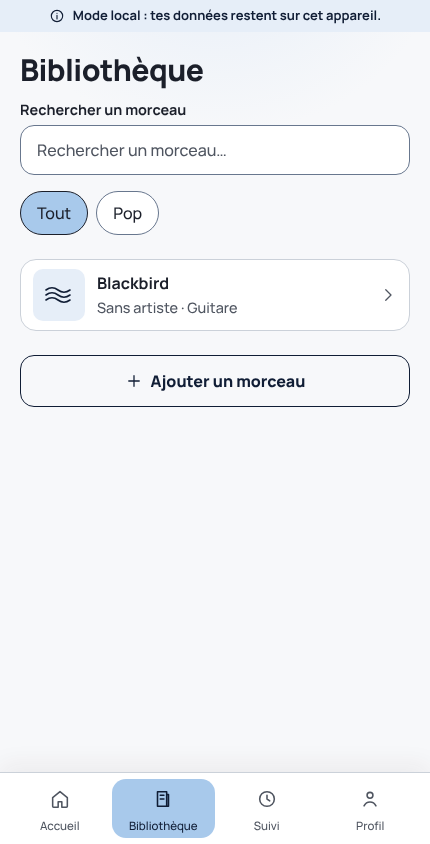 Mode local : tes données restent sur cet appareil.
Bibliothèque
Rechercher un morceau
Rechercher un morceau…
Tout
Pop
Blackbird
Sans artiste · Guitare
Ajouter un morceau
Accueil
Bibliothèque
Suivi
Profil